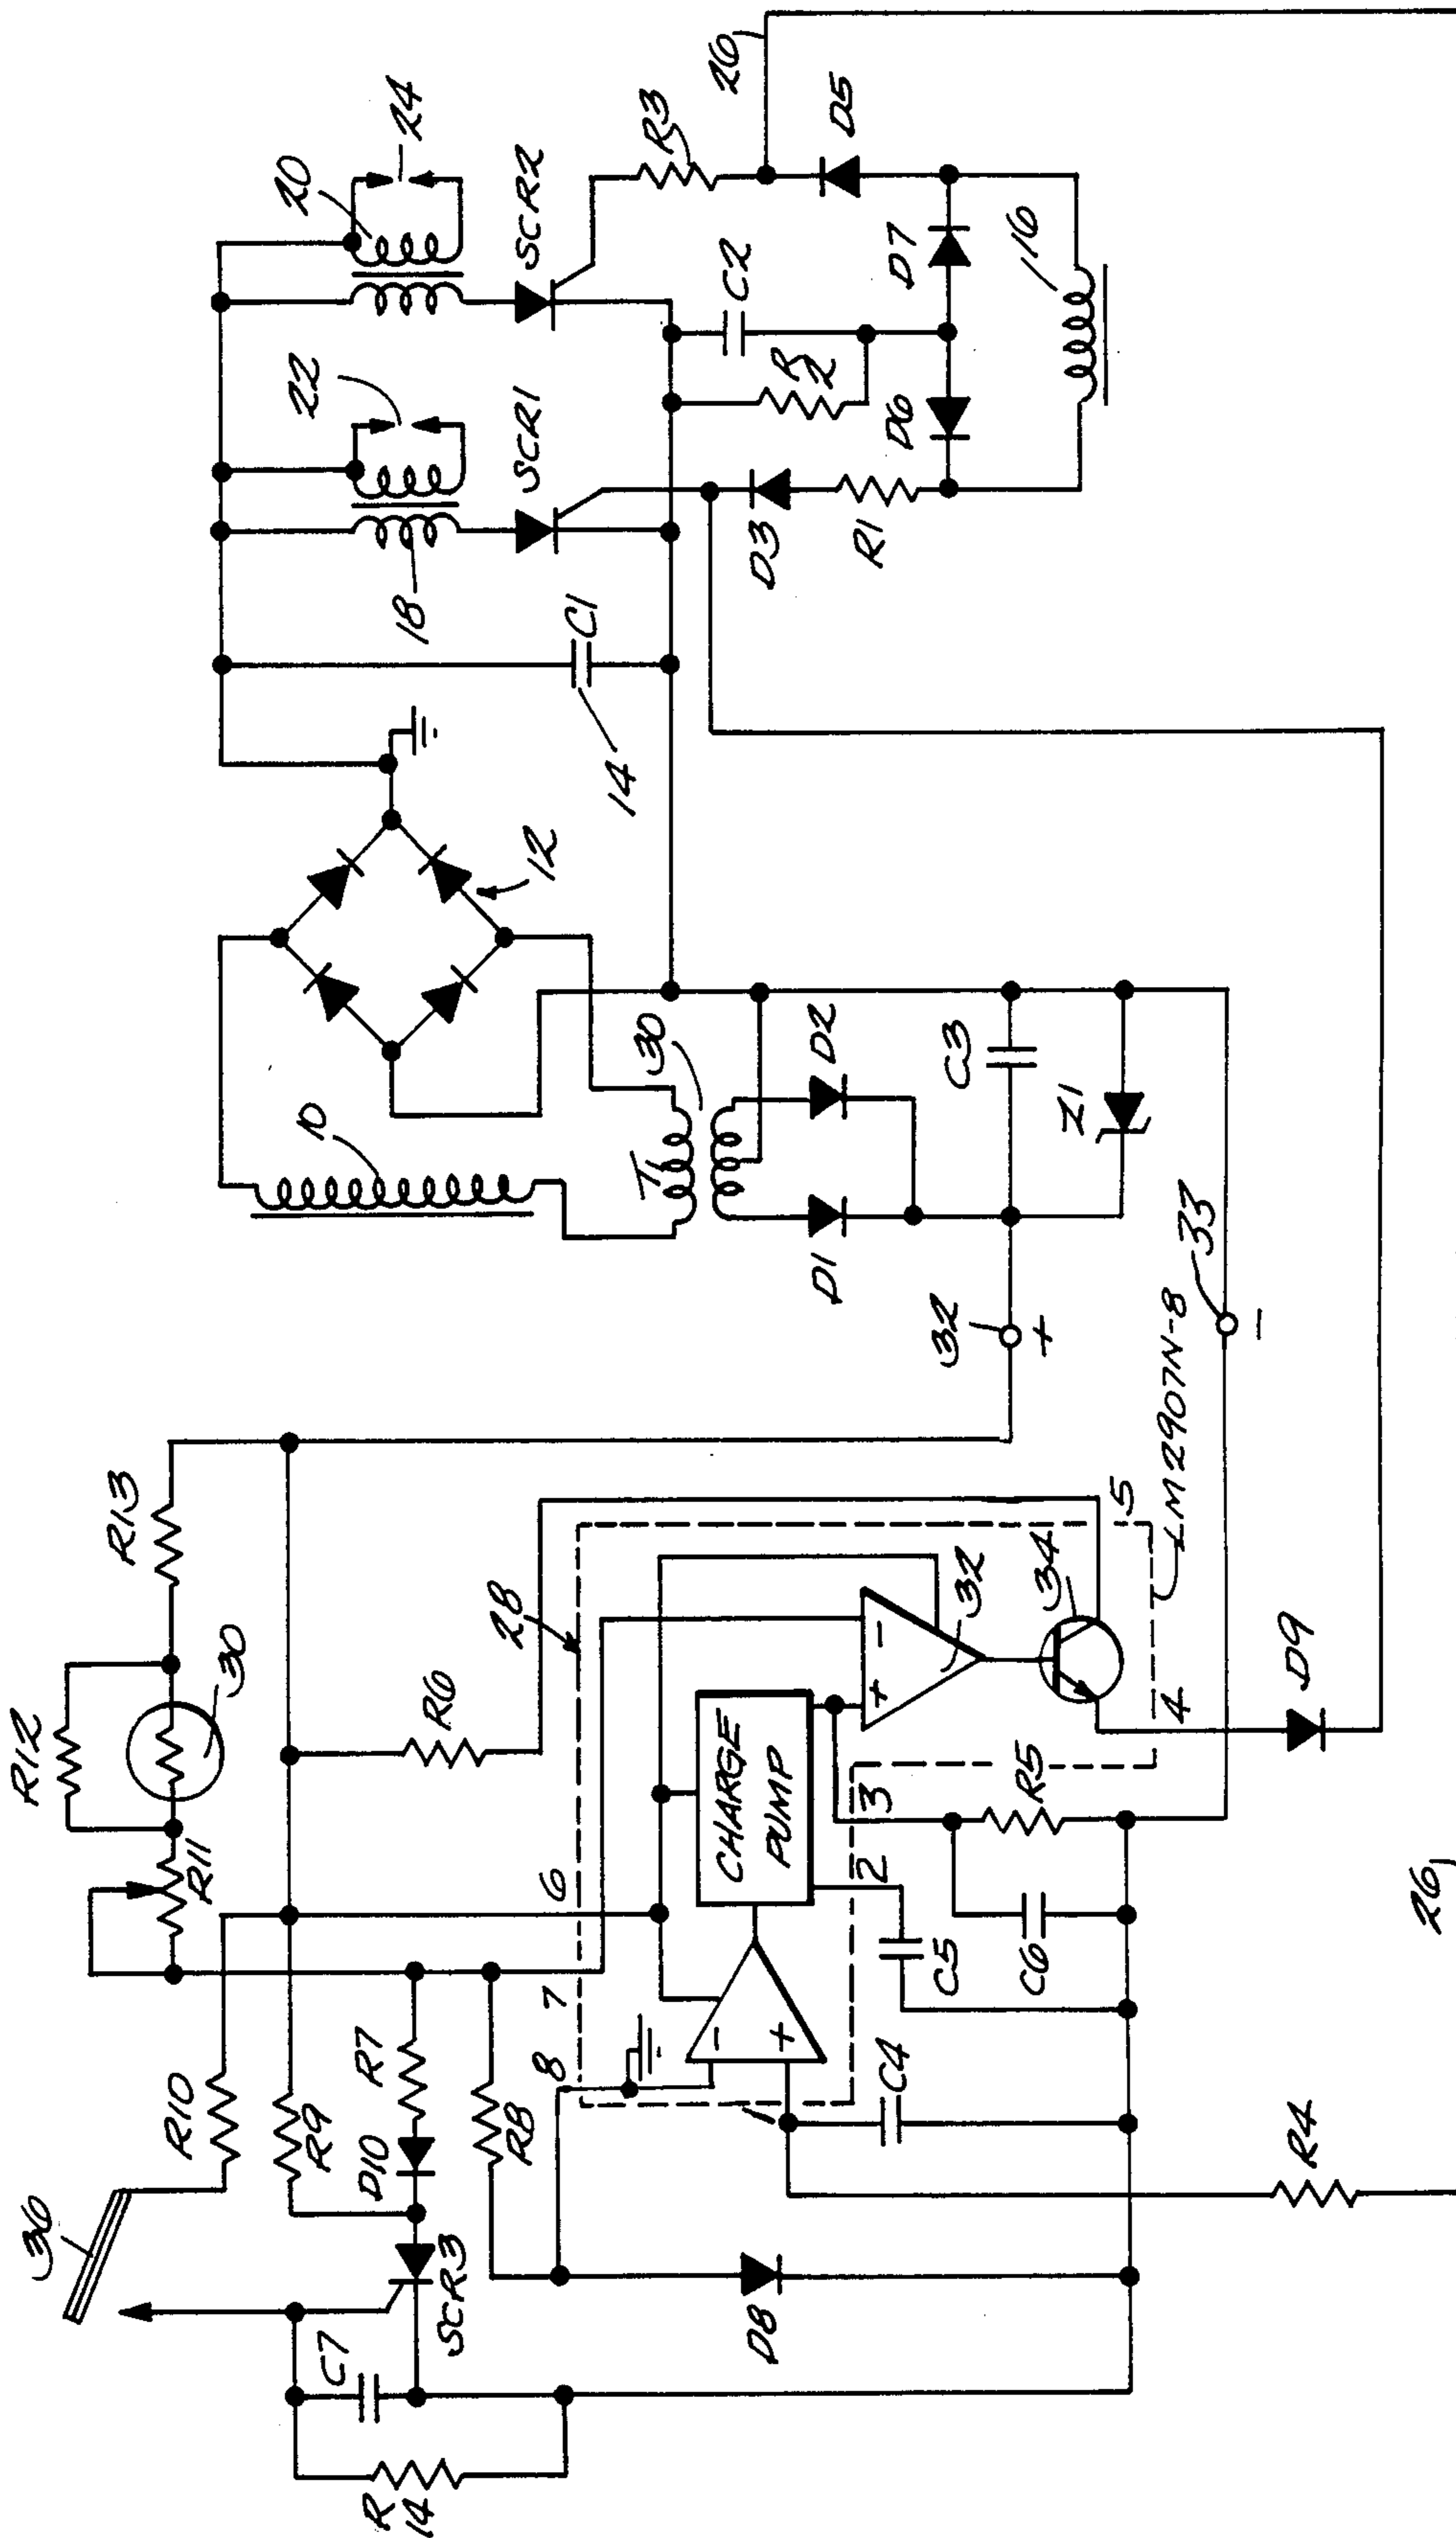 20
24
22
SCR2
SCR1
R3
26
D5
18
C1
14
C2
R2
D7
D6
D3
R1
16
12
10
T1
30
D2
D1
C3
Z1
32
+
33
−
LM2907N-8
R13
R12
30
R11
R6
28
5
32
34
4
D9
−
+
CHARGE
PUMP
6
7
8
3
2
1
R5
C6
C5
C4
−
+
R10
R9
R7
D10
R8
36
SCR3
C7
R14
D8
R4
26